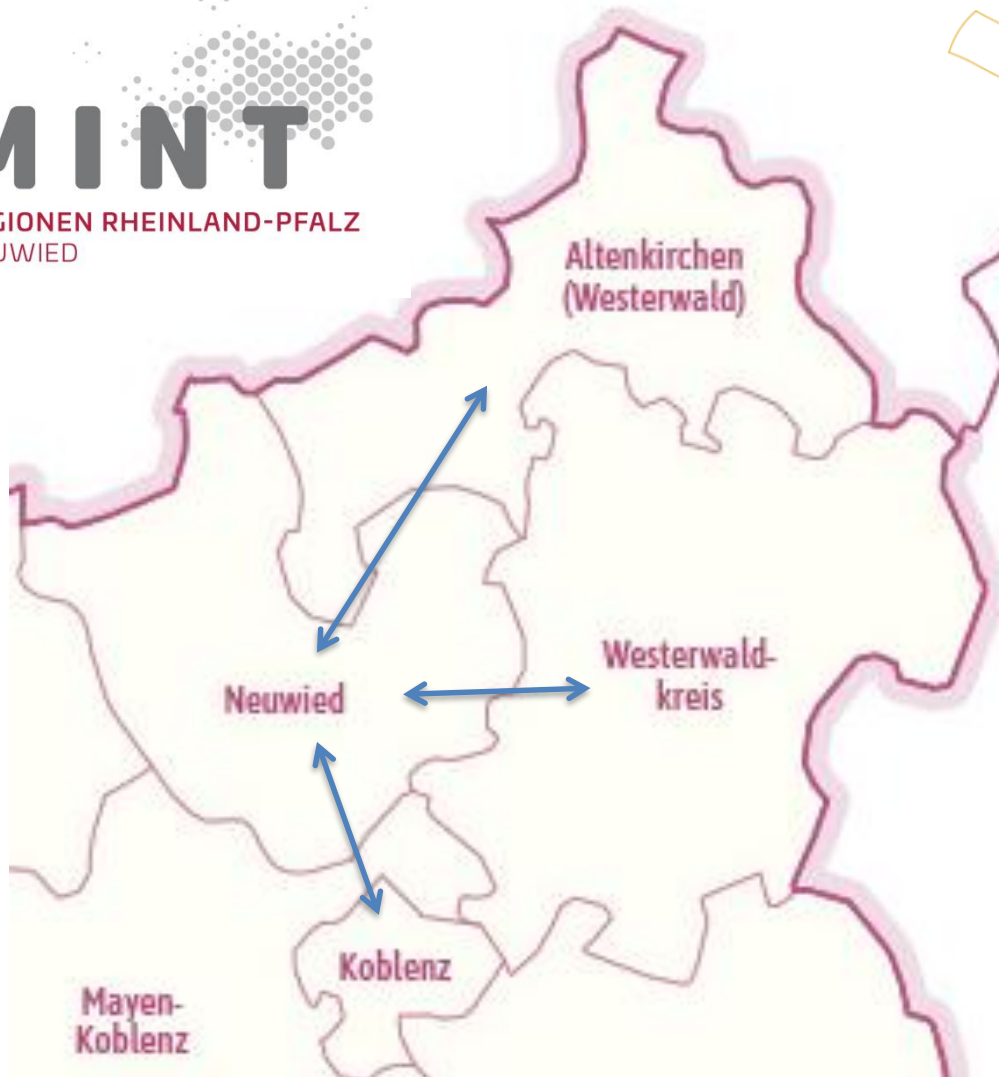 MINT
GIONEN RHEINLAND-PFALZ
UWIED
Altenkirchen
(Westerwald)
Westerwald-
kreis
Neuwied
Koblenz
Mayen-
Koblenz